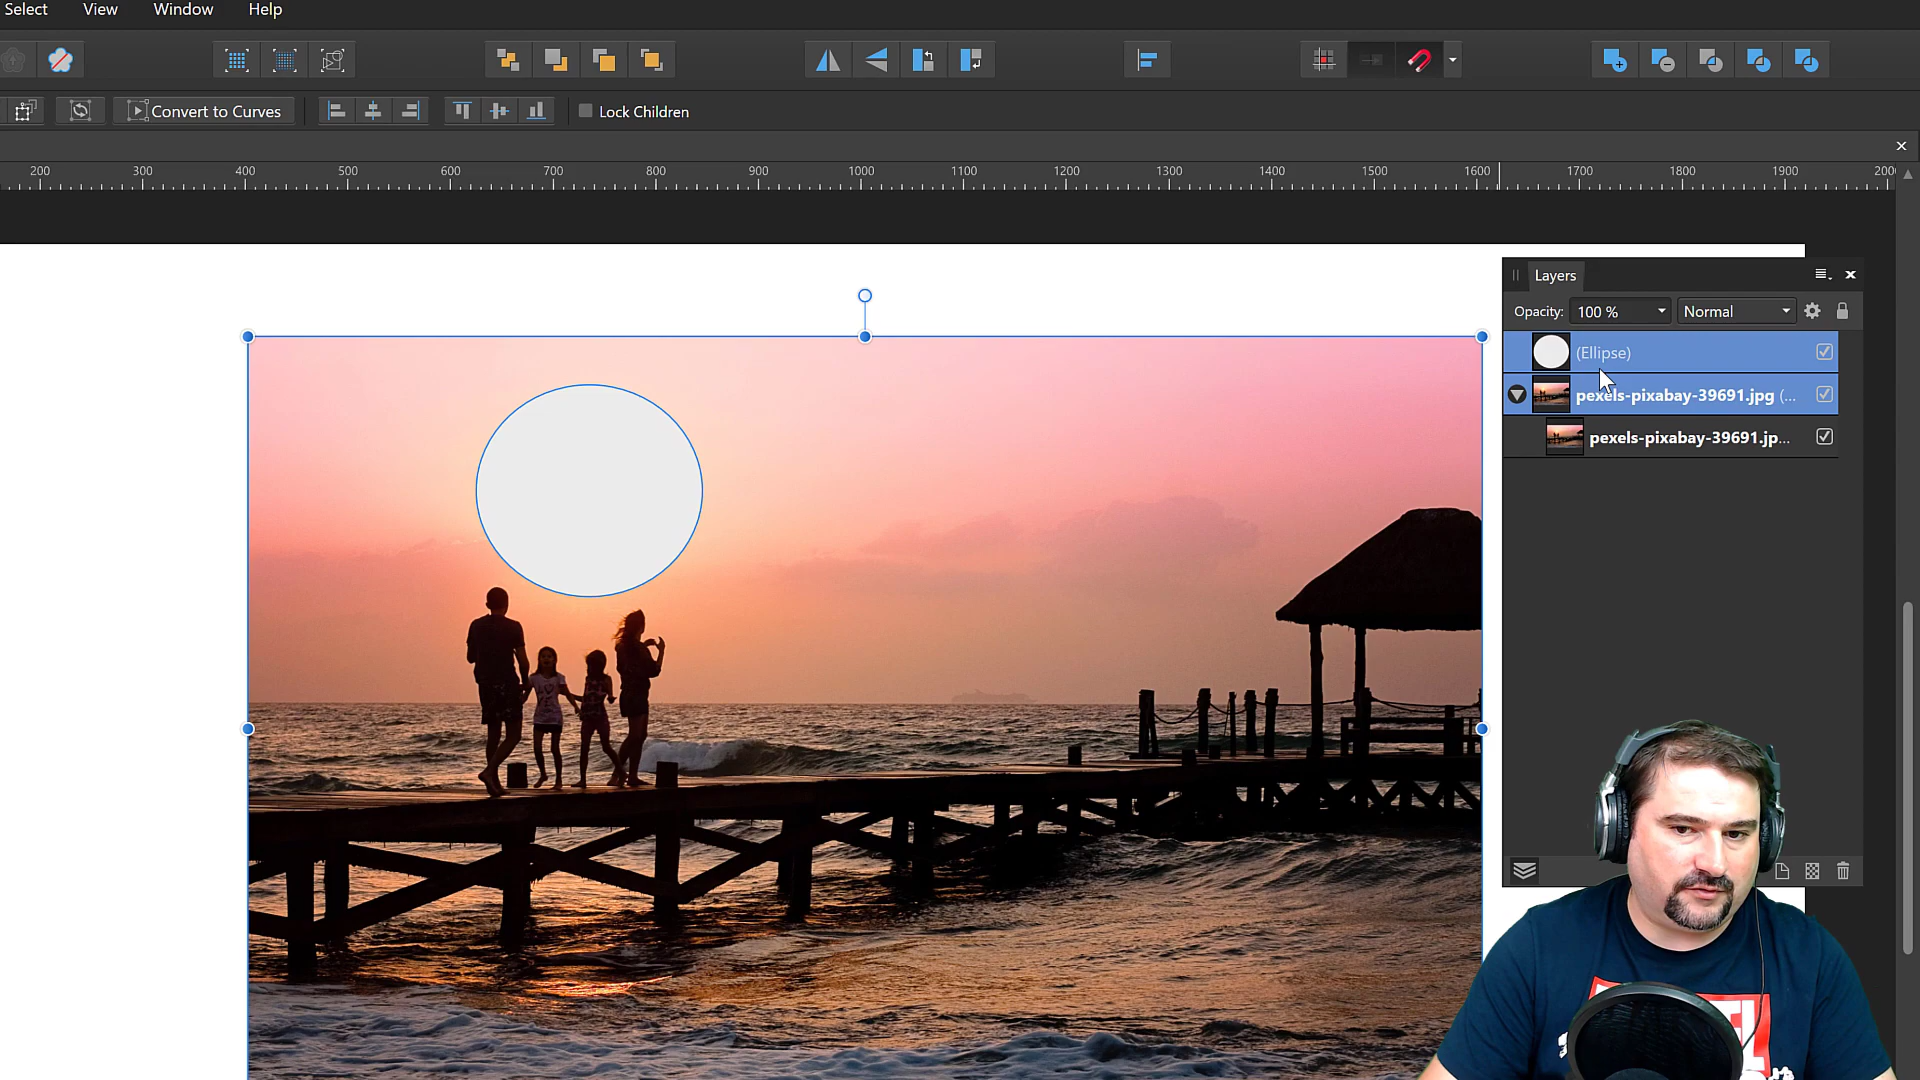 Select View Window Help
Convert to Curves Lock Children
200 300 400 500 600 700 800 900 1000 1100 1200 1300 1400 1500 1600 1700 1800 1900
Layers
Opacity: 100 % Normal
(Ellipse)
pexels-pixabay-39691.jpg (...
pexels-pixabay-39691.jp...